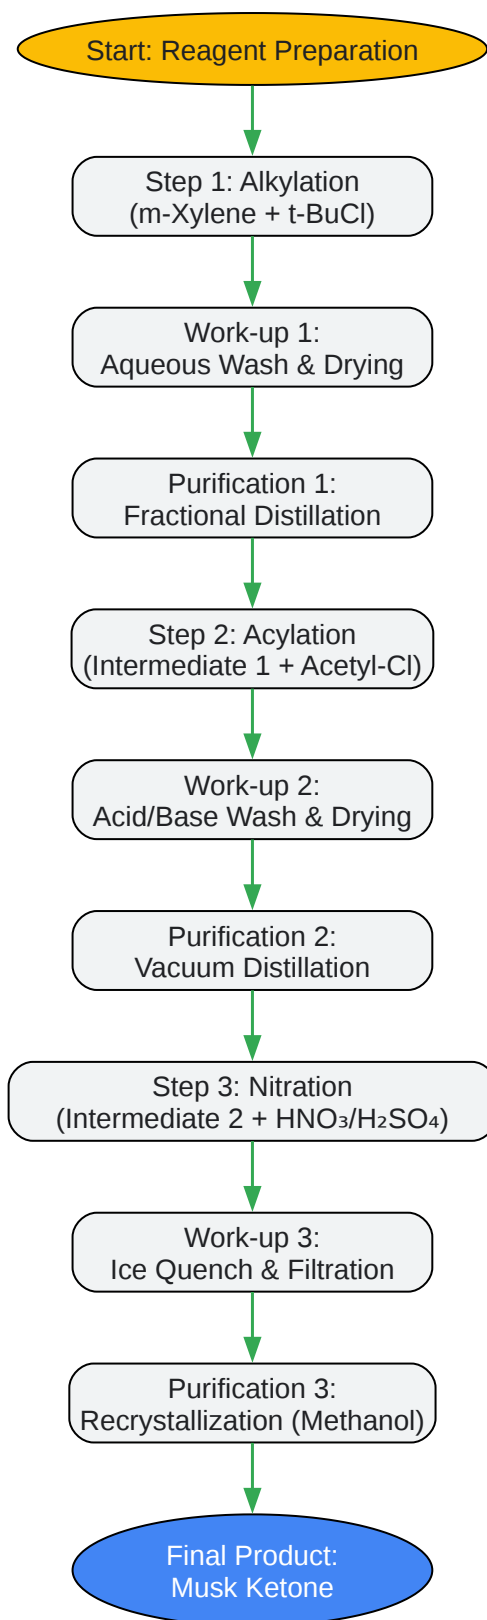 Start: Reagent Preparation
Step 1: Alkylation
(m-Xylene + t-BuCl)
Work-up 1:
Aqueous Wash & Drying
Purification 1:
Fractional Distillation
Step 2: Acylation
(Intermediate 1 + Acetyl-Cl)
Work-up 2:
Acid/Base Wash & Drying
Purification 2:
Vacuum Distillation
Step 3: Nitration
(Intermediate 2 + HNO₃/H₂SO₄)
Work-up 3:
Ice Quench & Filtration
Purification 3:
Recrystallization (Methanol)
Final Product:
Musk Ketone